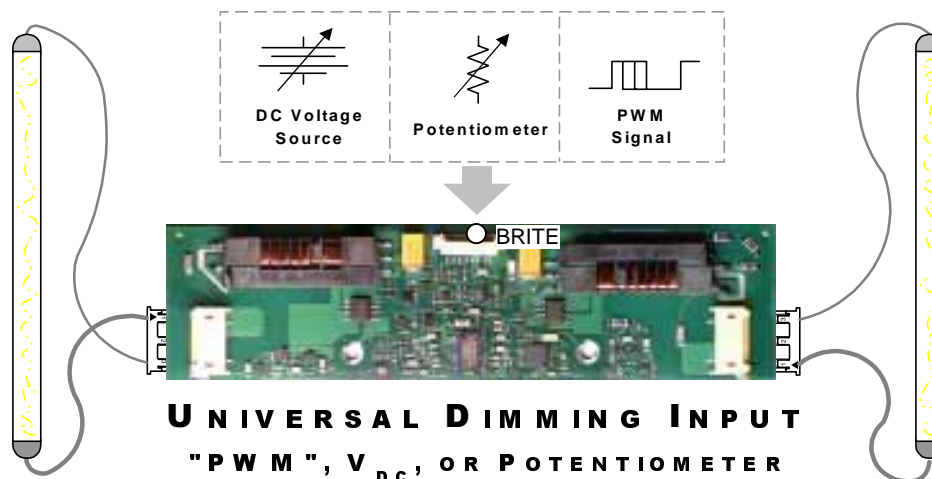 DC Voltage
Source
Potentiometer
PWM
Signal
BRITE
UNIVERSAL DIMMING INPUT
"PWM", VDC, OR POTENTIOMETER